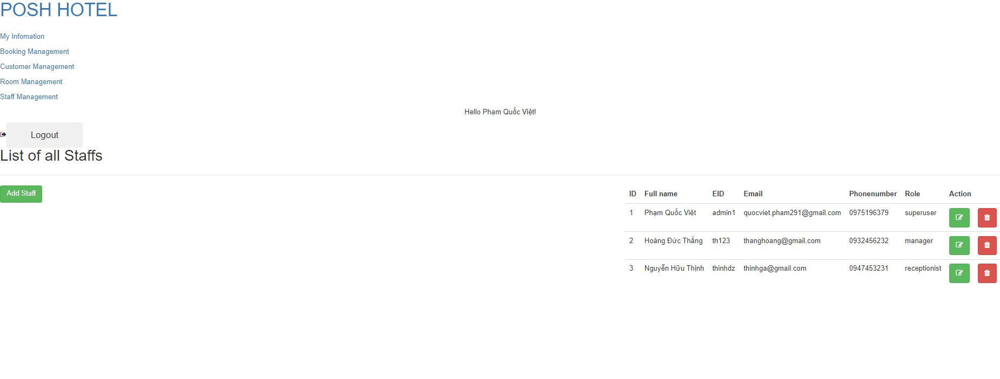 POSH HOTEL
My Infomation
Booking Management
Customer Management
Room Management
Staff Management
Hello Phạm Quốc Việt!
Logout
List of all Staffs
Add Staff
ID Full name EID Email Phonenumber Role Action
1 Phạm Quốc Việt admin1 quocviet.pham291@gmail.com 0975196379 superuser
2 Hoàng Đức Thắng th123 thanghoang@gmail.com 0932456232 manager
3 Nguyễn Hữu Thịnh thinhdz thinhga@gmail.com 0947453231 receptionist